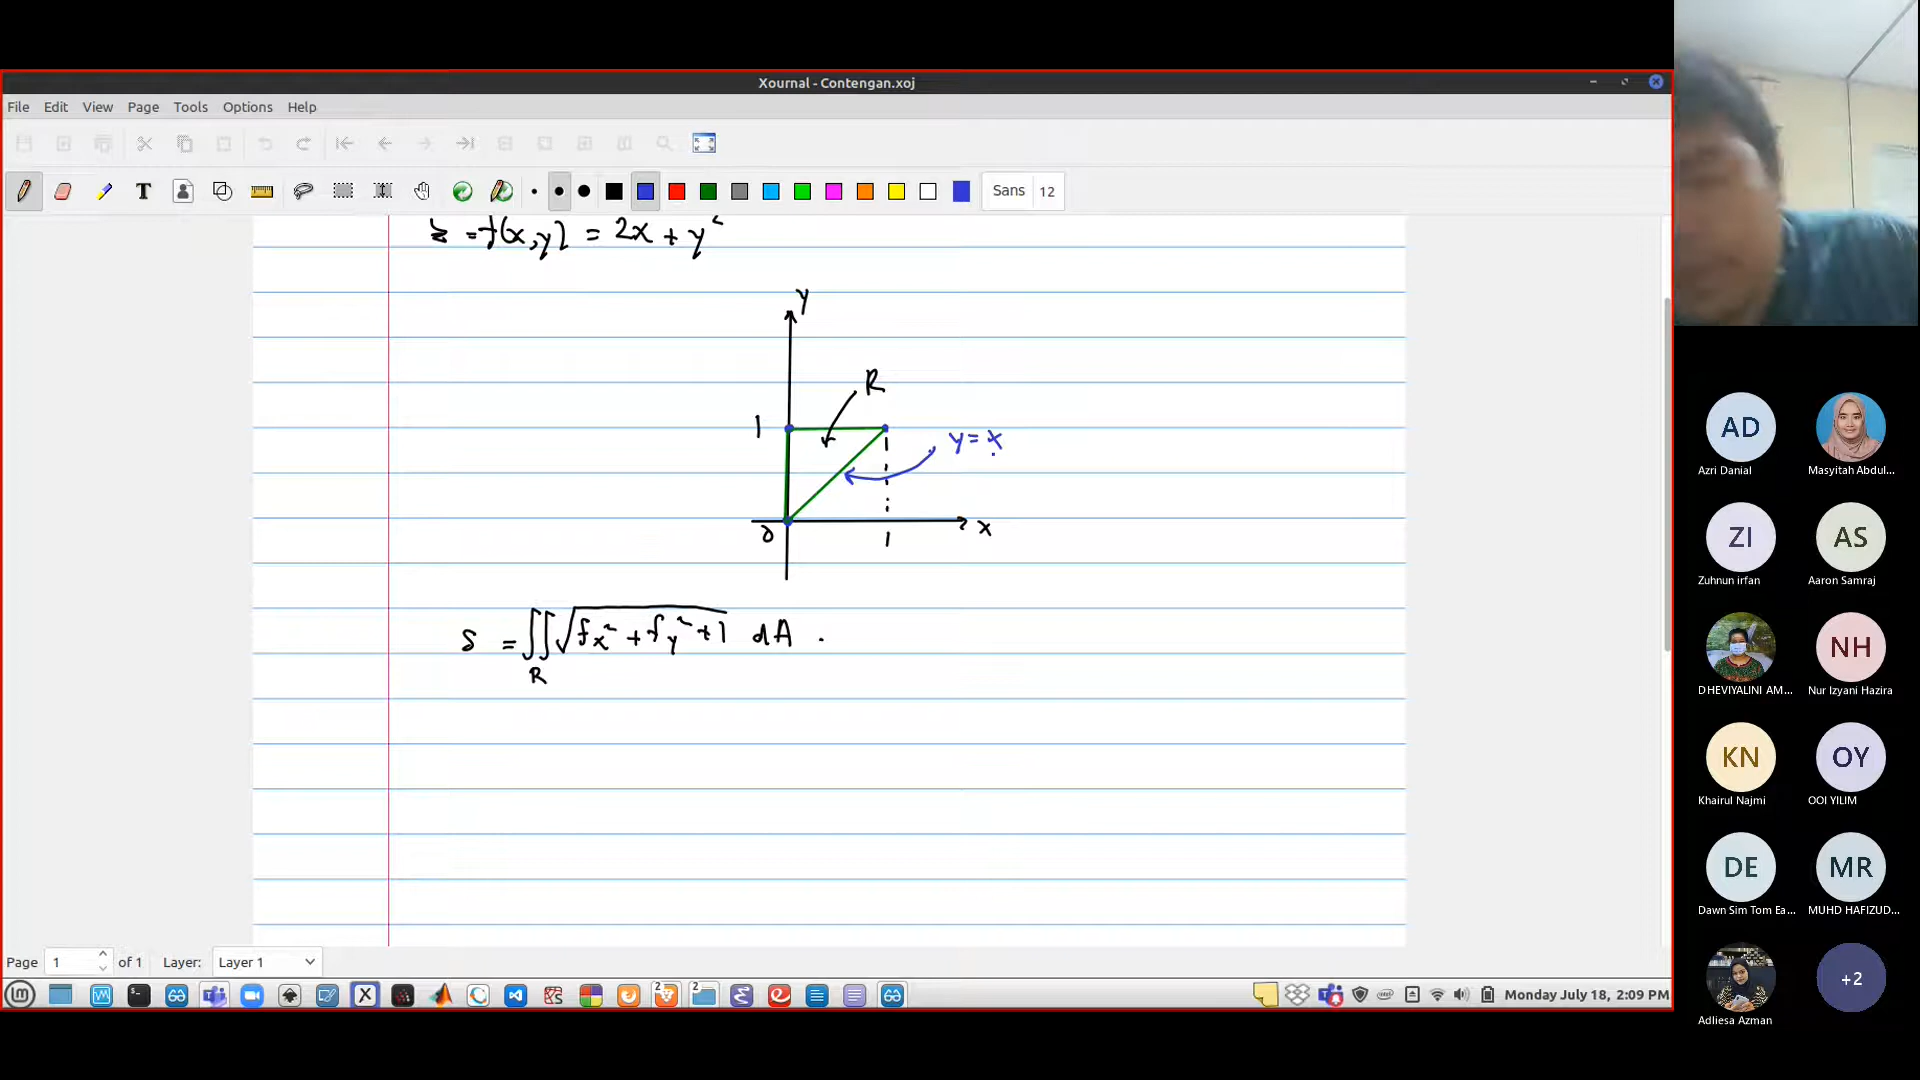 Xournal - Contengan.xoj
File Edit View Page Tools Options Help
T Sans 12
z = f(x,y) = 2x + y²
y
R
1
y = x
0 1 x
S = ∬ √(fx² + fy² + 1) dA .
R
Page 1 of 1 Layer: Layer 1
Monday July 18, 2:09 PM
AD
Azri Danial
Masyitah Abdul...
ZI AS
Zuhnun irfan Aaron Samraj
NH
DHEVIYALINI AM... Nur Izyani Hazira
KN OY
Khairul Najmi OOI YILIM
DE MR
Dawn Sim Tom Ea... MUHD HAFIZUD...
+2
Adliesa Azman